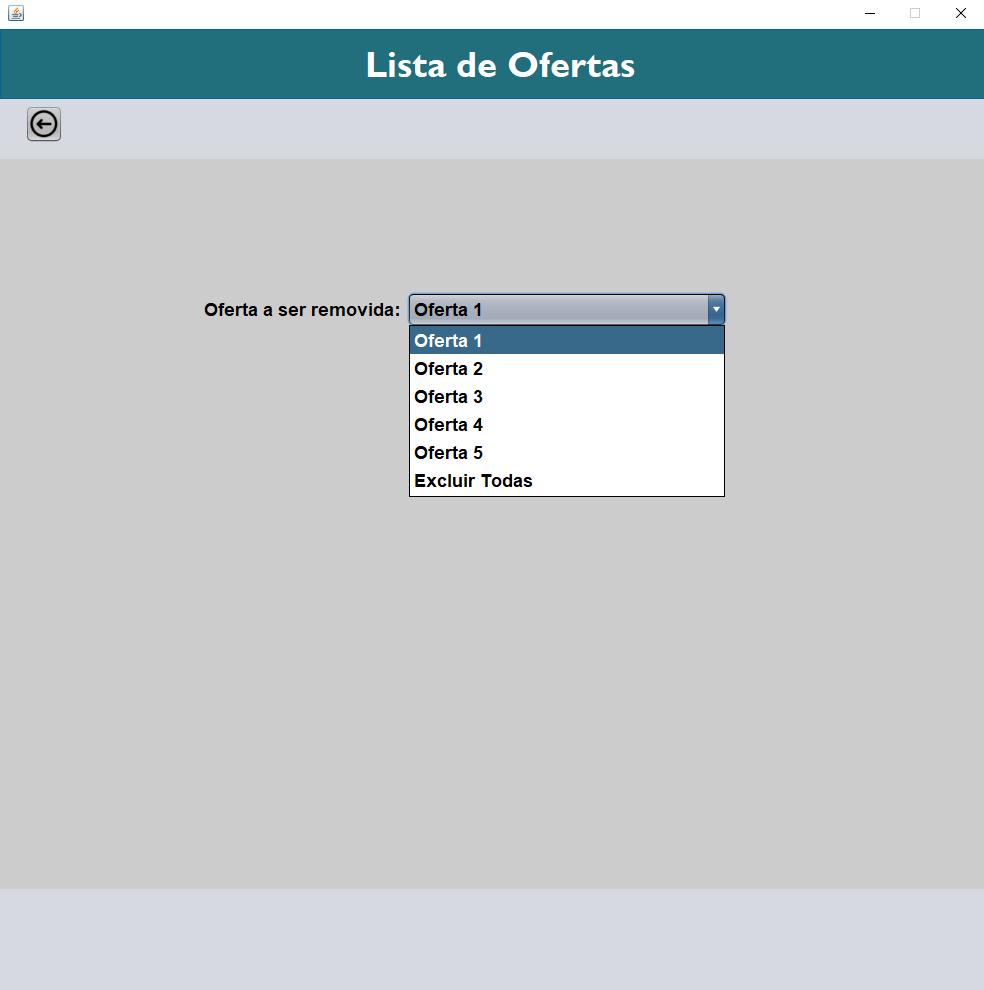 Lista de Ofertas
Oferta a ser removida: Oferta 1
Oferta 1
Oferta 2
Oferta 3
Oferta 4
Oferta 5
Excluir Todas